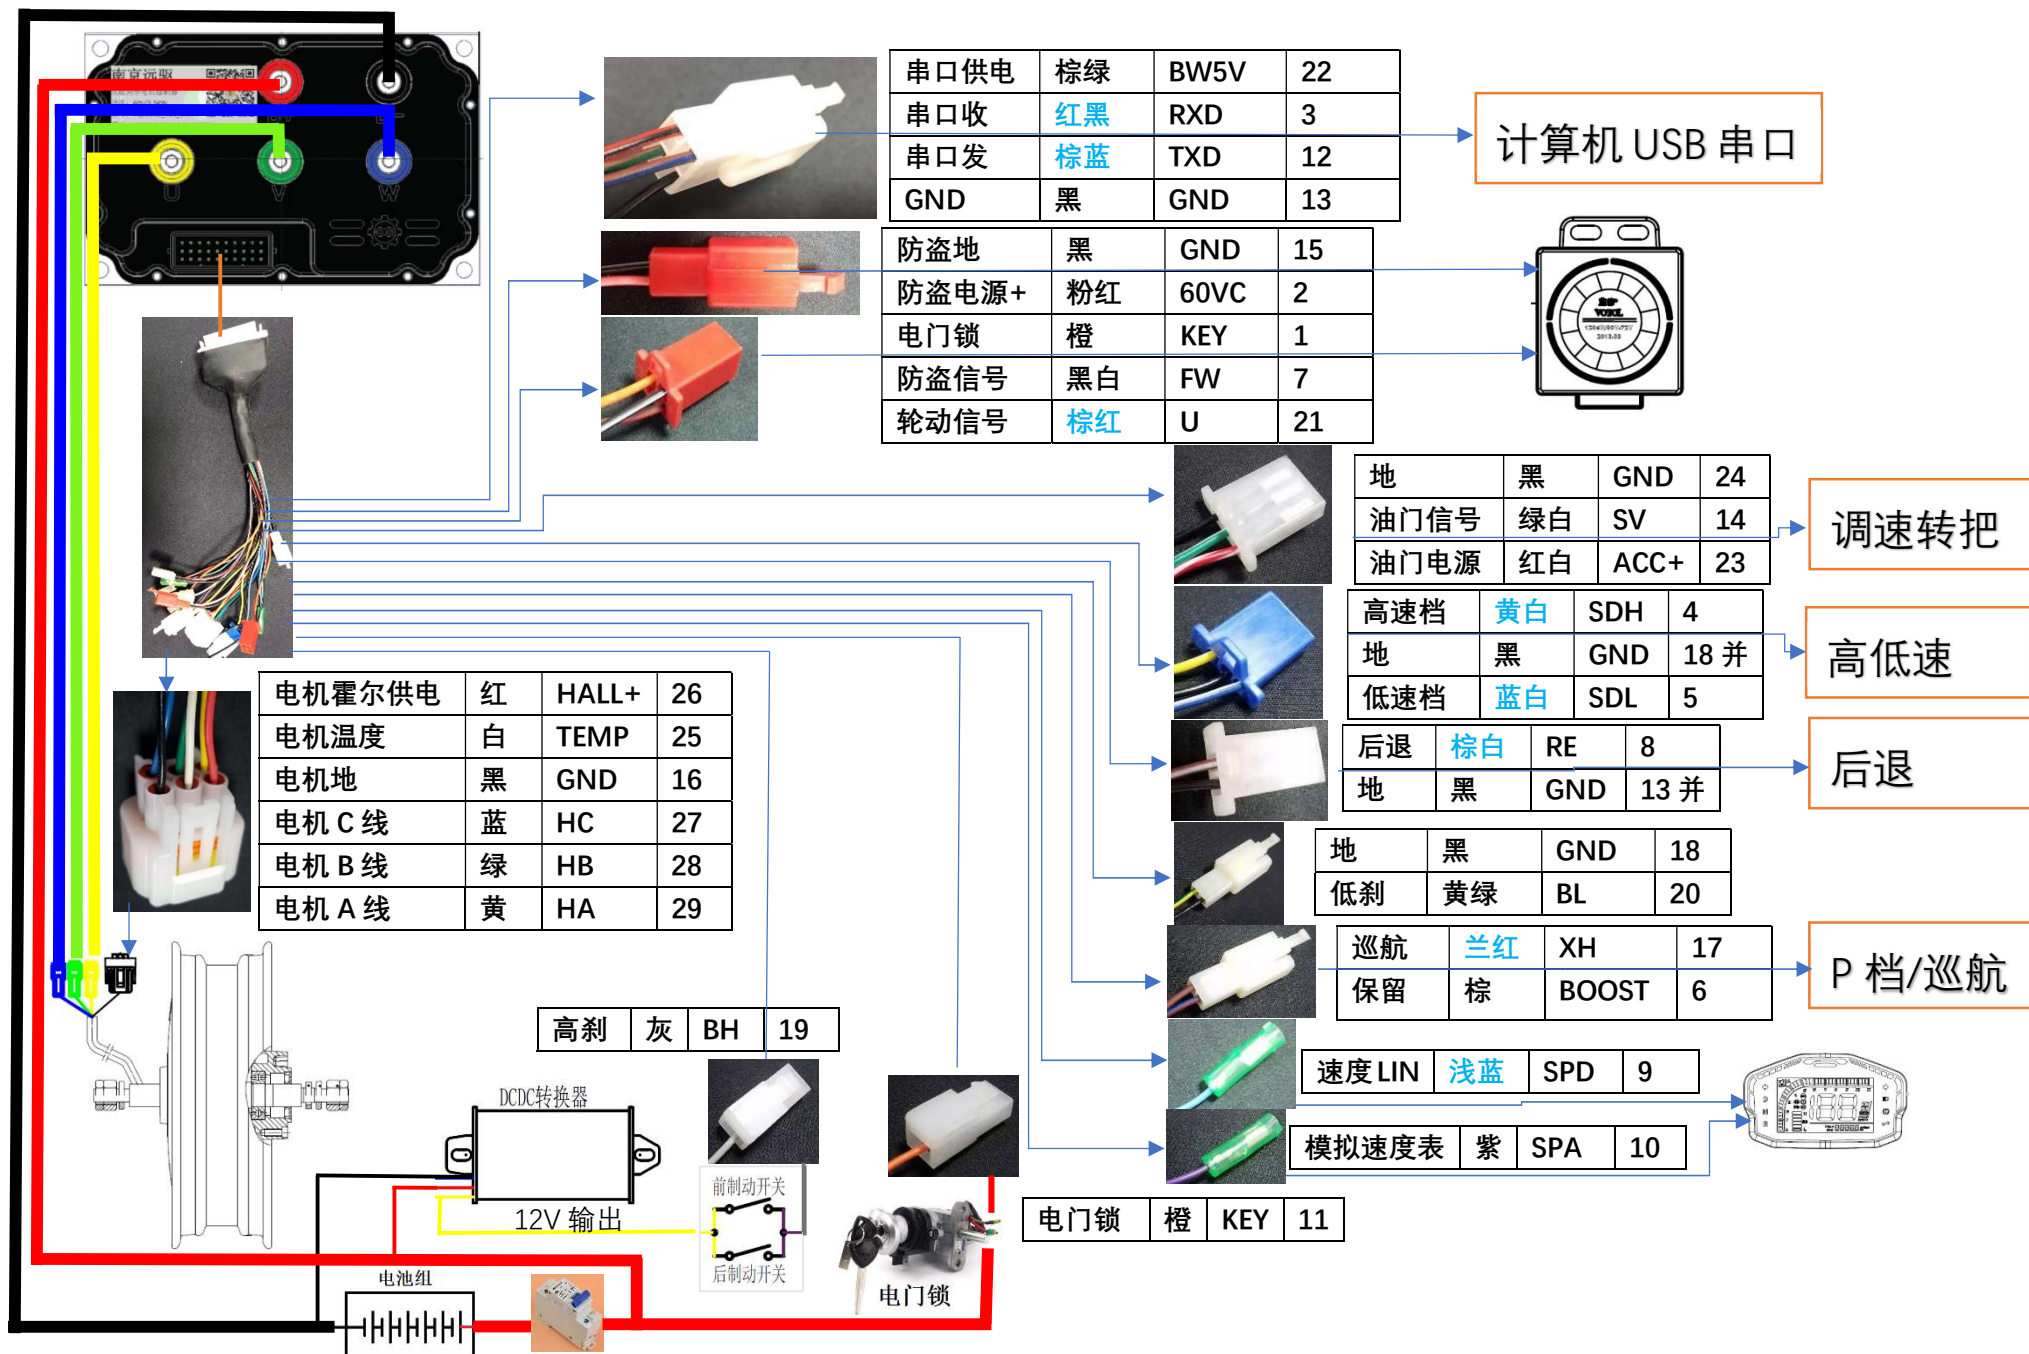 南京远驱
U V W
串口供电 棕绿 BW5V 22
串口收 红黑 RXD 3
串口发 棕蓝 TXD 12
GND 黑 GND 13
计算机 USB 串口
防盗地 黑 GND 15
防盗电源+ 粉红 60VC 2
电门锁 橙 KEY 1
防盗信号 黑白 FW 7
轮动信号 棕红 U 21
VOTOL
地 黑 GND 24
油门信号 绿白 SV 14
油门电源 红白 ACC+ 23
调速转把
高速档 黄白 SDH 4
地 黑 GND 18 并
低速档 蓝白 SDL 5
高低速
后退 棕白 RE 8
地 黑 GND 13 并
后退
电机霍尔供电 红 HALL+ 26
电机温度 白 TEMP 25
电机地 黑 GND 16
电机 C 线 蓝 HC 27
电机 B 线 绿 HB 28
电机 A 线 黄 HA 29
地 黑 GND 18
低刹 黄绿 BL 20
巡航 兰红 XH 17
保留 棕 BOOST 6
P 档/巡航
高刹 灰 BH 19
速度 LIN 浅蓝 SPD 9
模拟速度表 紫 SPA 10
电门锁 橙 KEY 11
DCDC转换器
12V 输出
前制动开关
后制动开关
电门锁
电池组